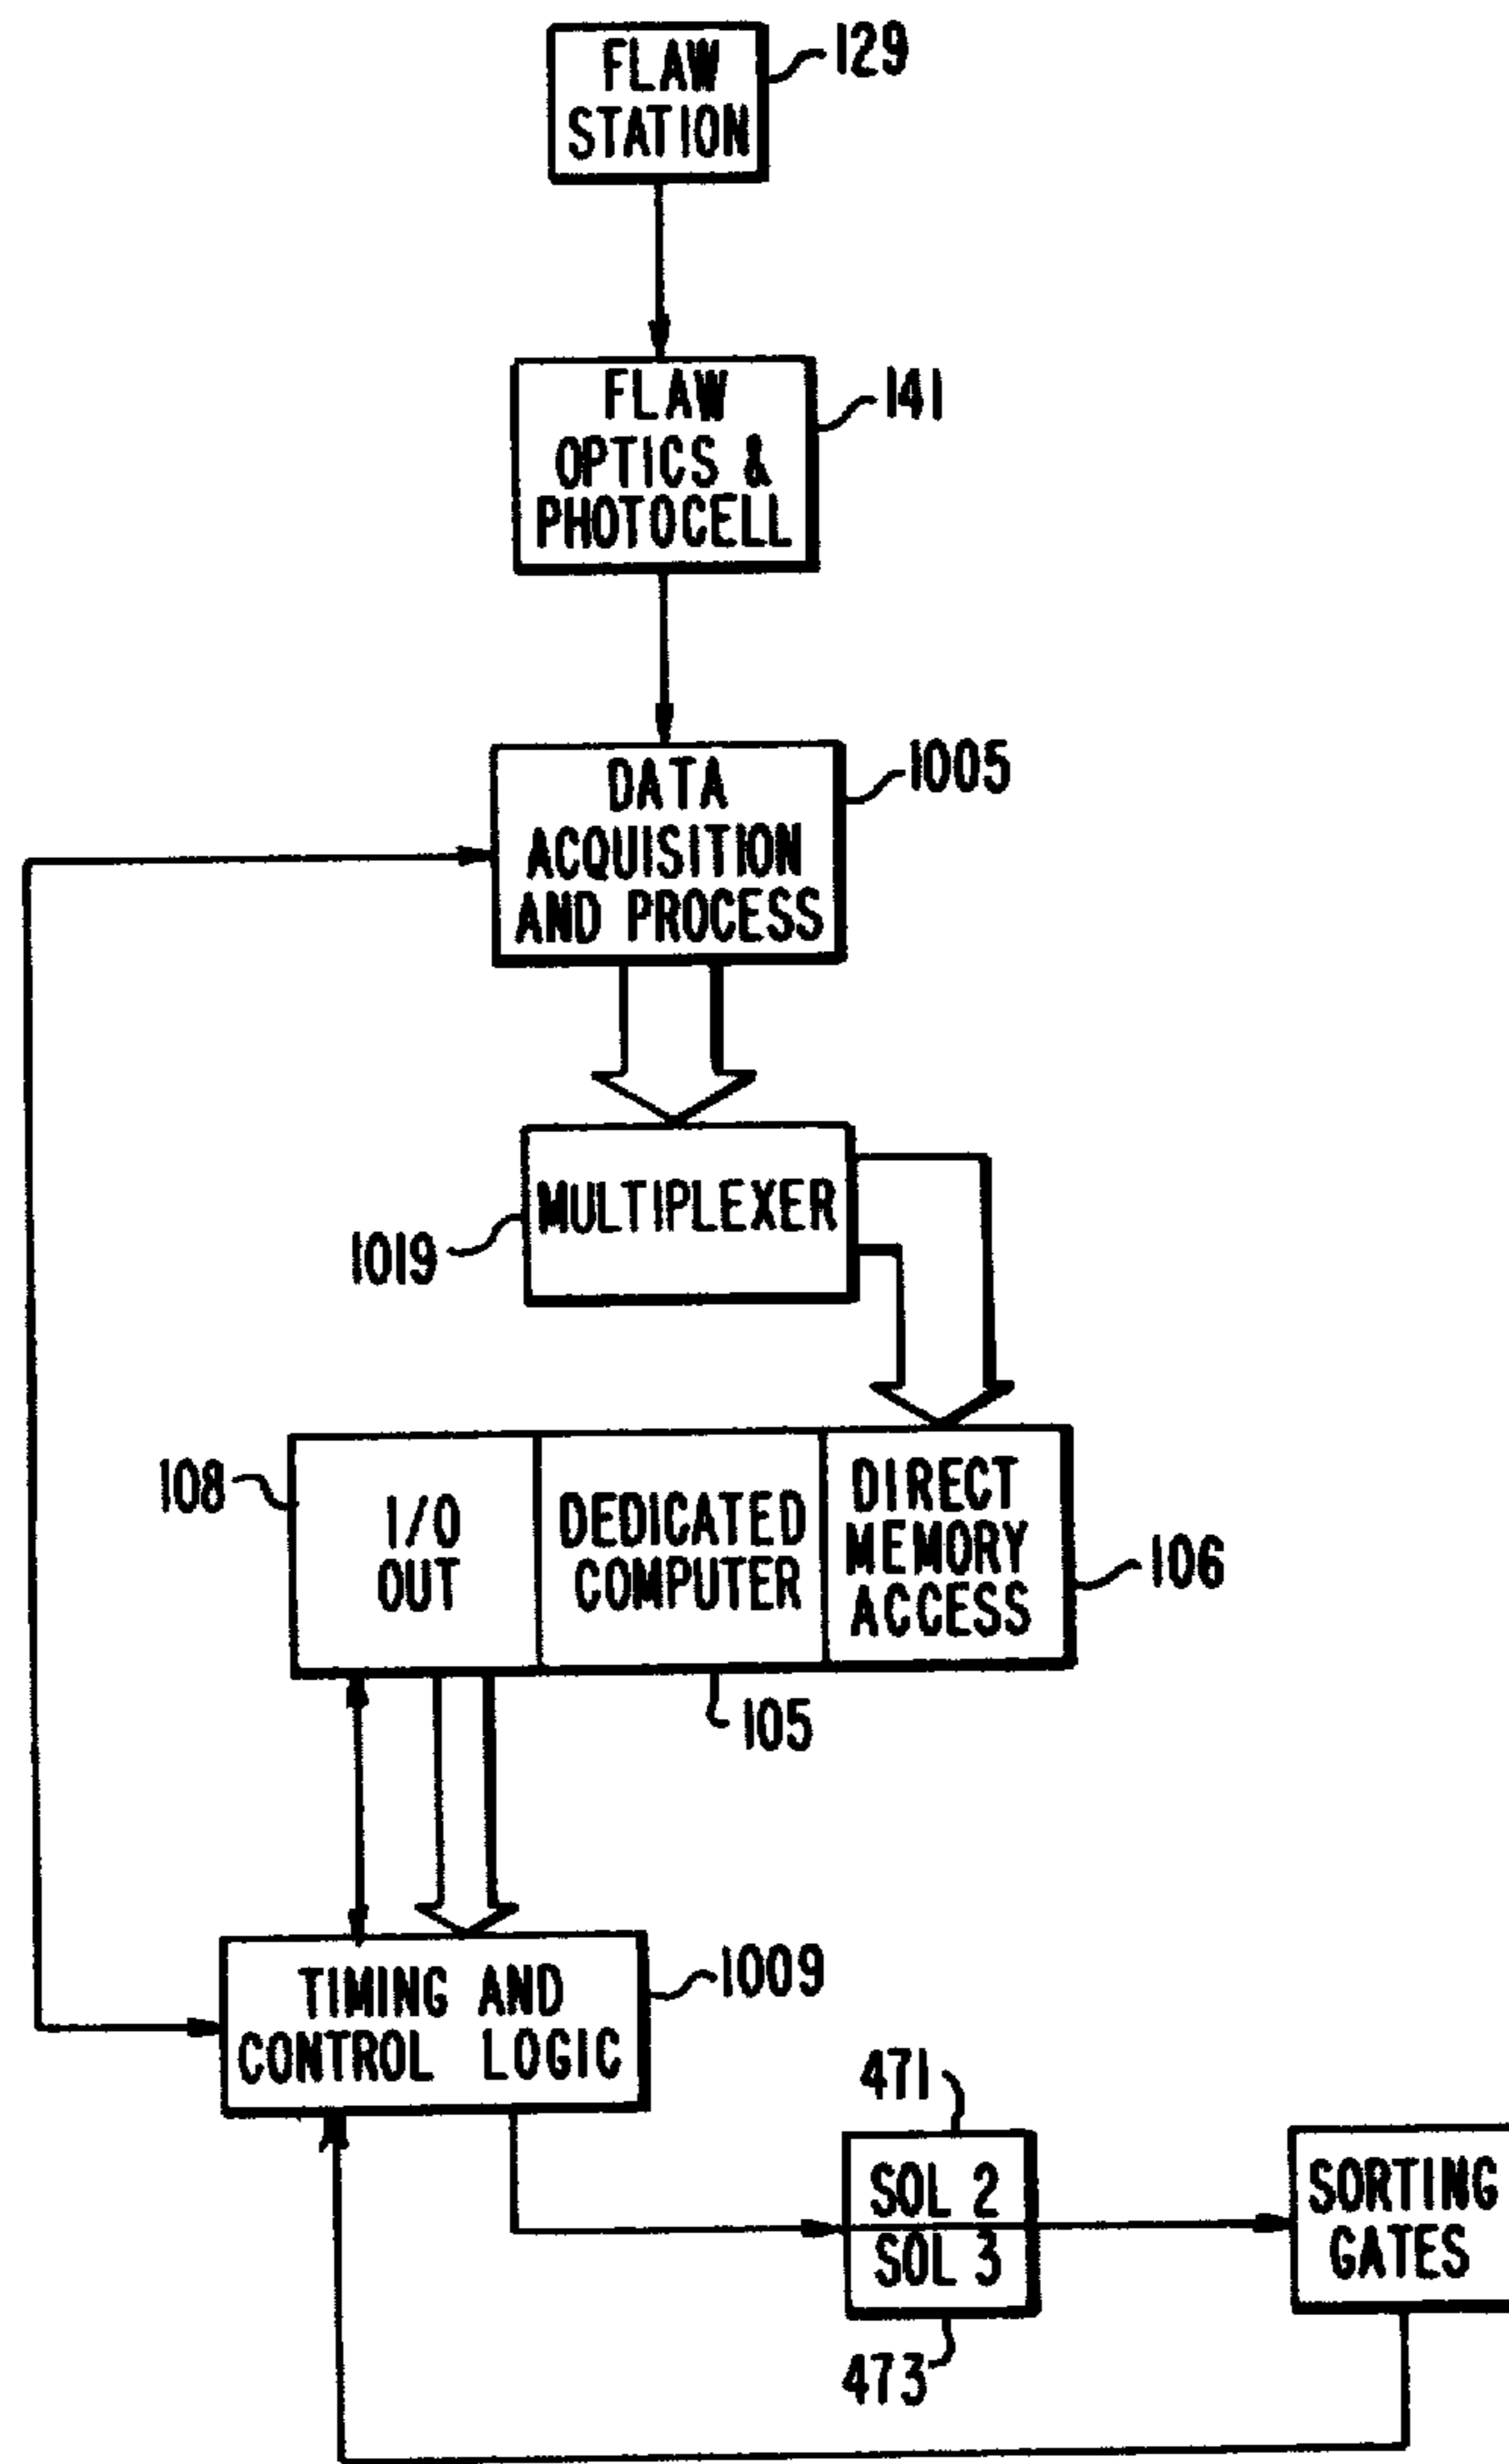 FLAW
STATION
129
FLAW
OPTICS &
PHOTOCELL
141
DATA
ACQUISITION
AND PROCESS
1005
MULTIPLEXER
1019
108
I/O
OUT
DEDICATED
COMPUTER
DIRECT
MEMORY
ACCESS
106
105
TIMING AND
CONTROL LOGIC
1009
471
SOL 2
SOL 3
473
SORTING
GATES